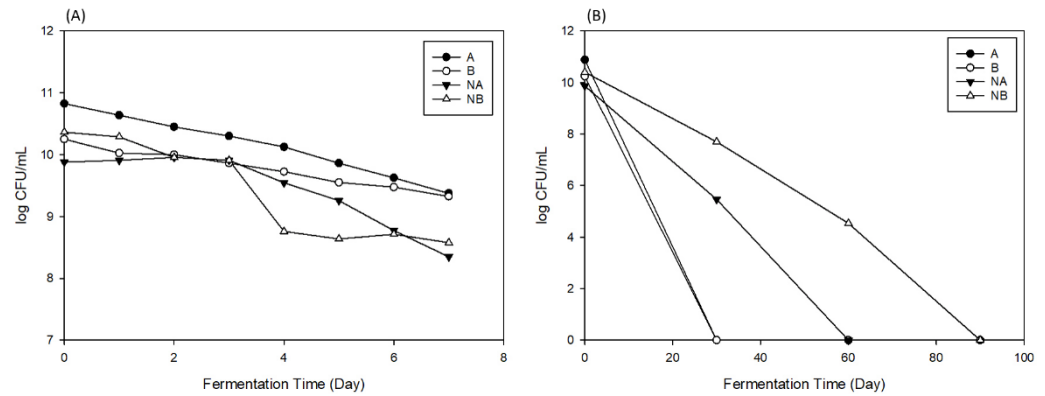 (A)
12
11
10
9
8
7
0 2 4 6 8
log CFU/mL
Fermentation Time (Day)
A
B
NA
NB
(B)
12
10
8
6
4
2
0
0 20 40 60 80 100
log CFU/mL
Fermentation Time (Day)
A
B
NA
NB